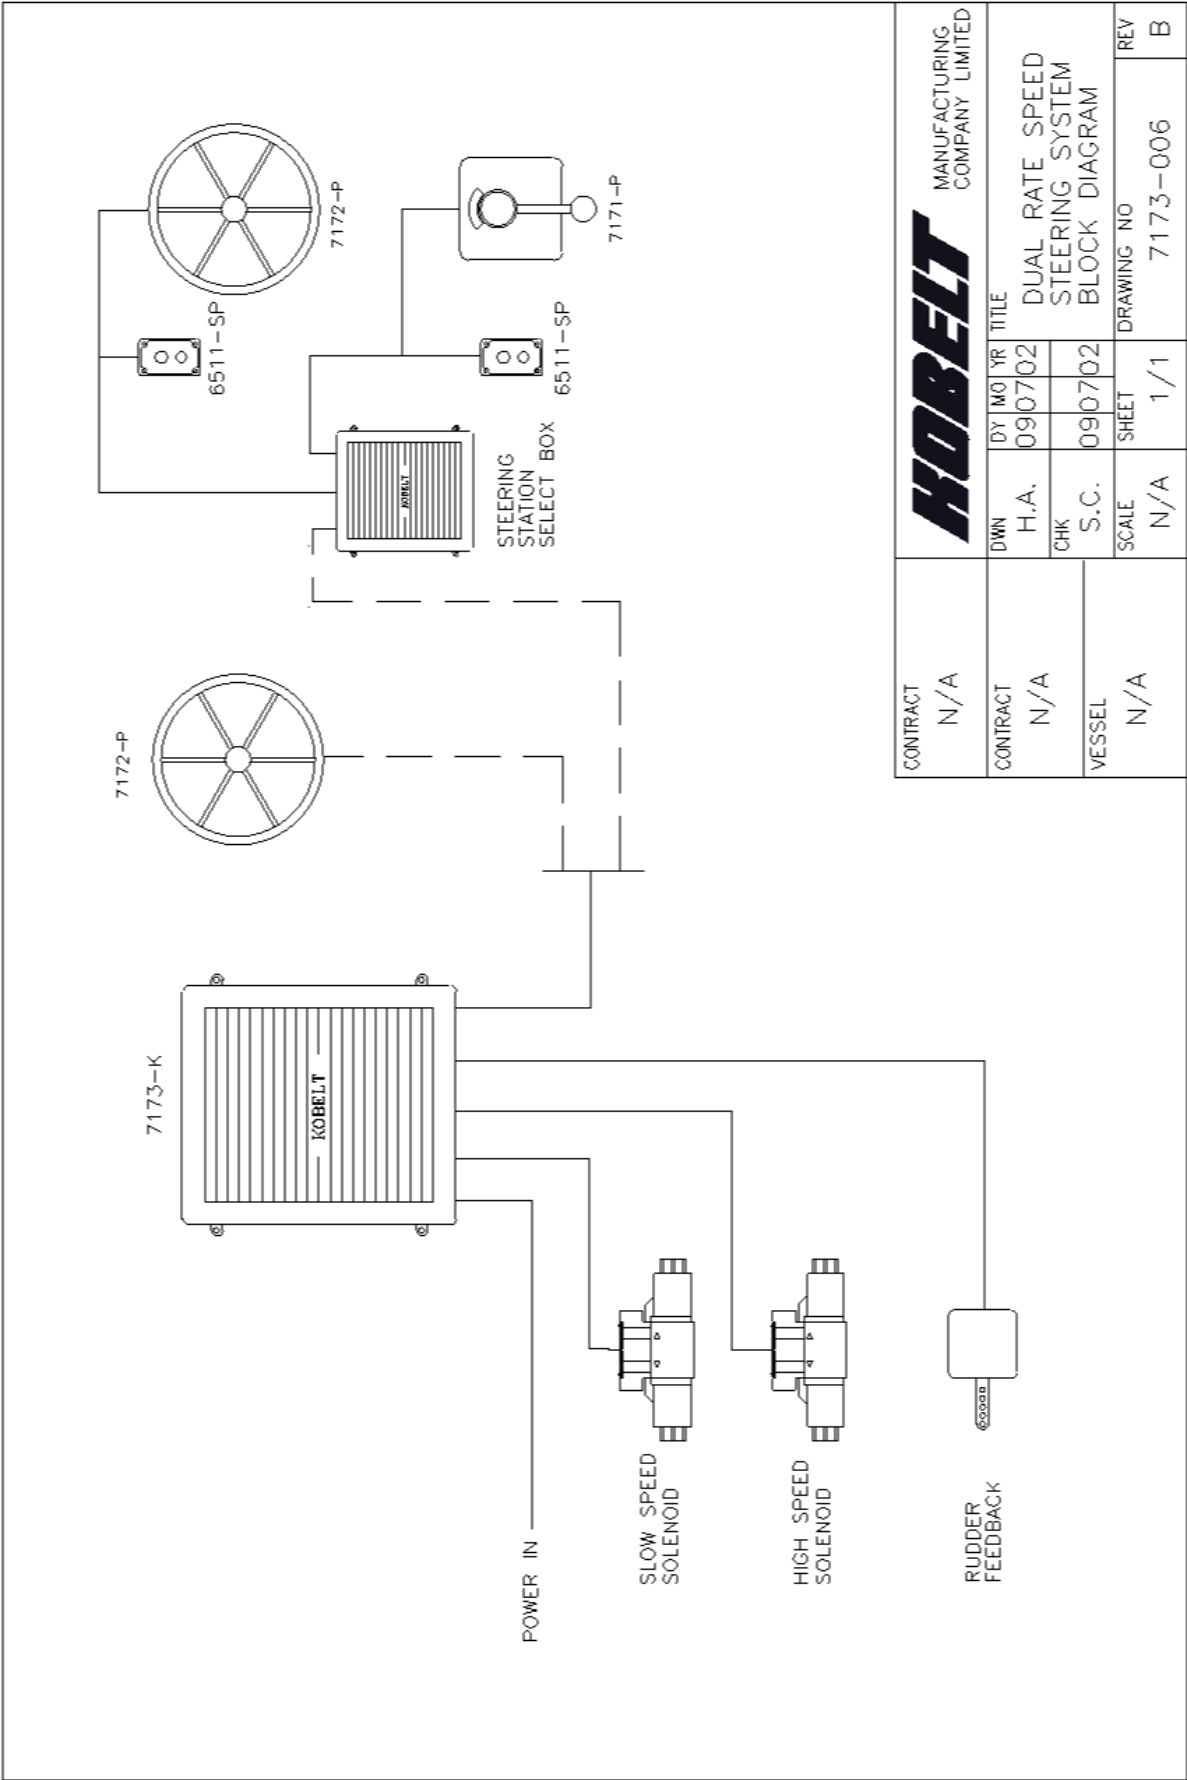 7173-K
KOBELT
7172-P
7172-P
6511-SP
6511-SP
7171-P
KOBELT
STEERING
STATION
SELECT BOX
POWER IN
SLOW SPEED
SOLENOID
HIGH SPEED
SOLENOID
RUDDER
FEEDBACK
CONTRACT
N/A
CONTRACT
N/A
VESSEL
N/A
KOBELT
MANUFACTURING
COMPANY LIMITED
DWN
H.A.
DY MO YR
090702
CHK
S.C.
090702
TITLE
DUAL RATE SPEED
STEERING SYSTEM
BLOCK DIAGRAM
SCALE
N/A
SHEET
1/1
DRAWING NO
7173-006
REV
B